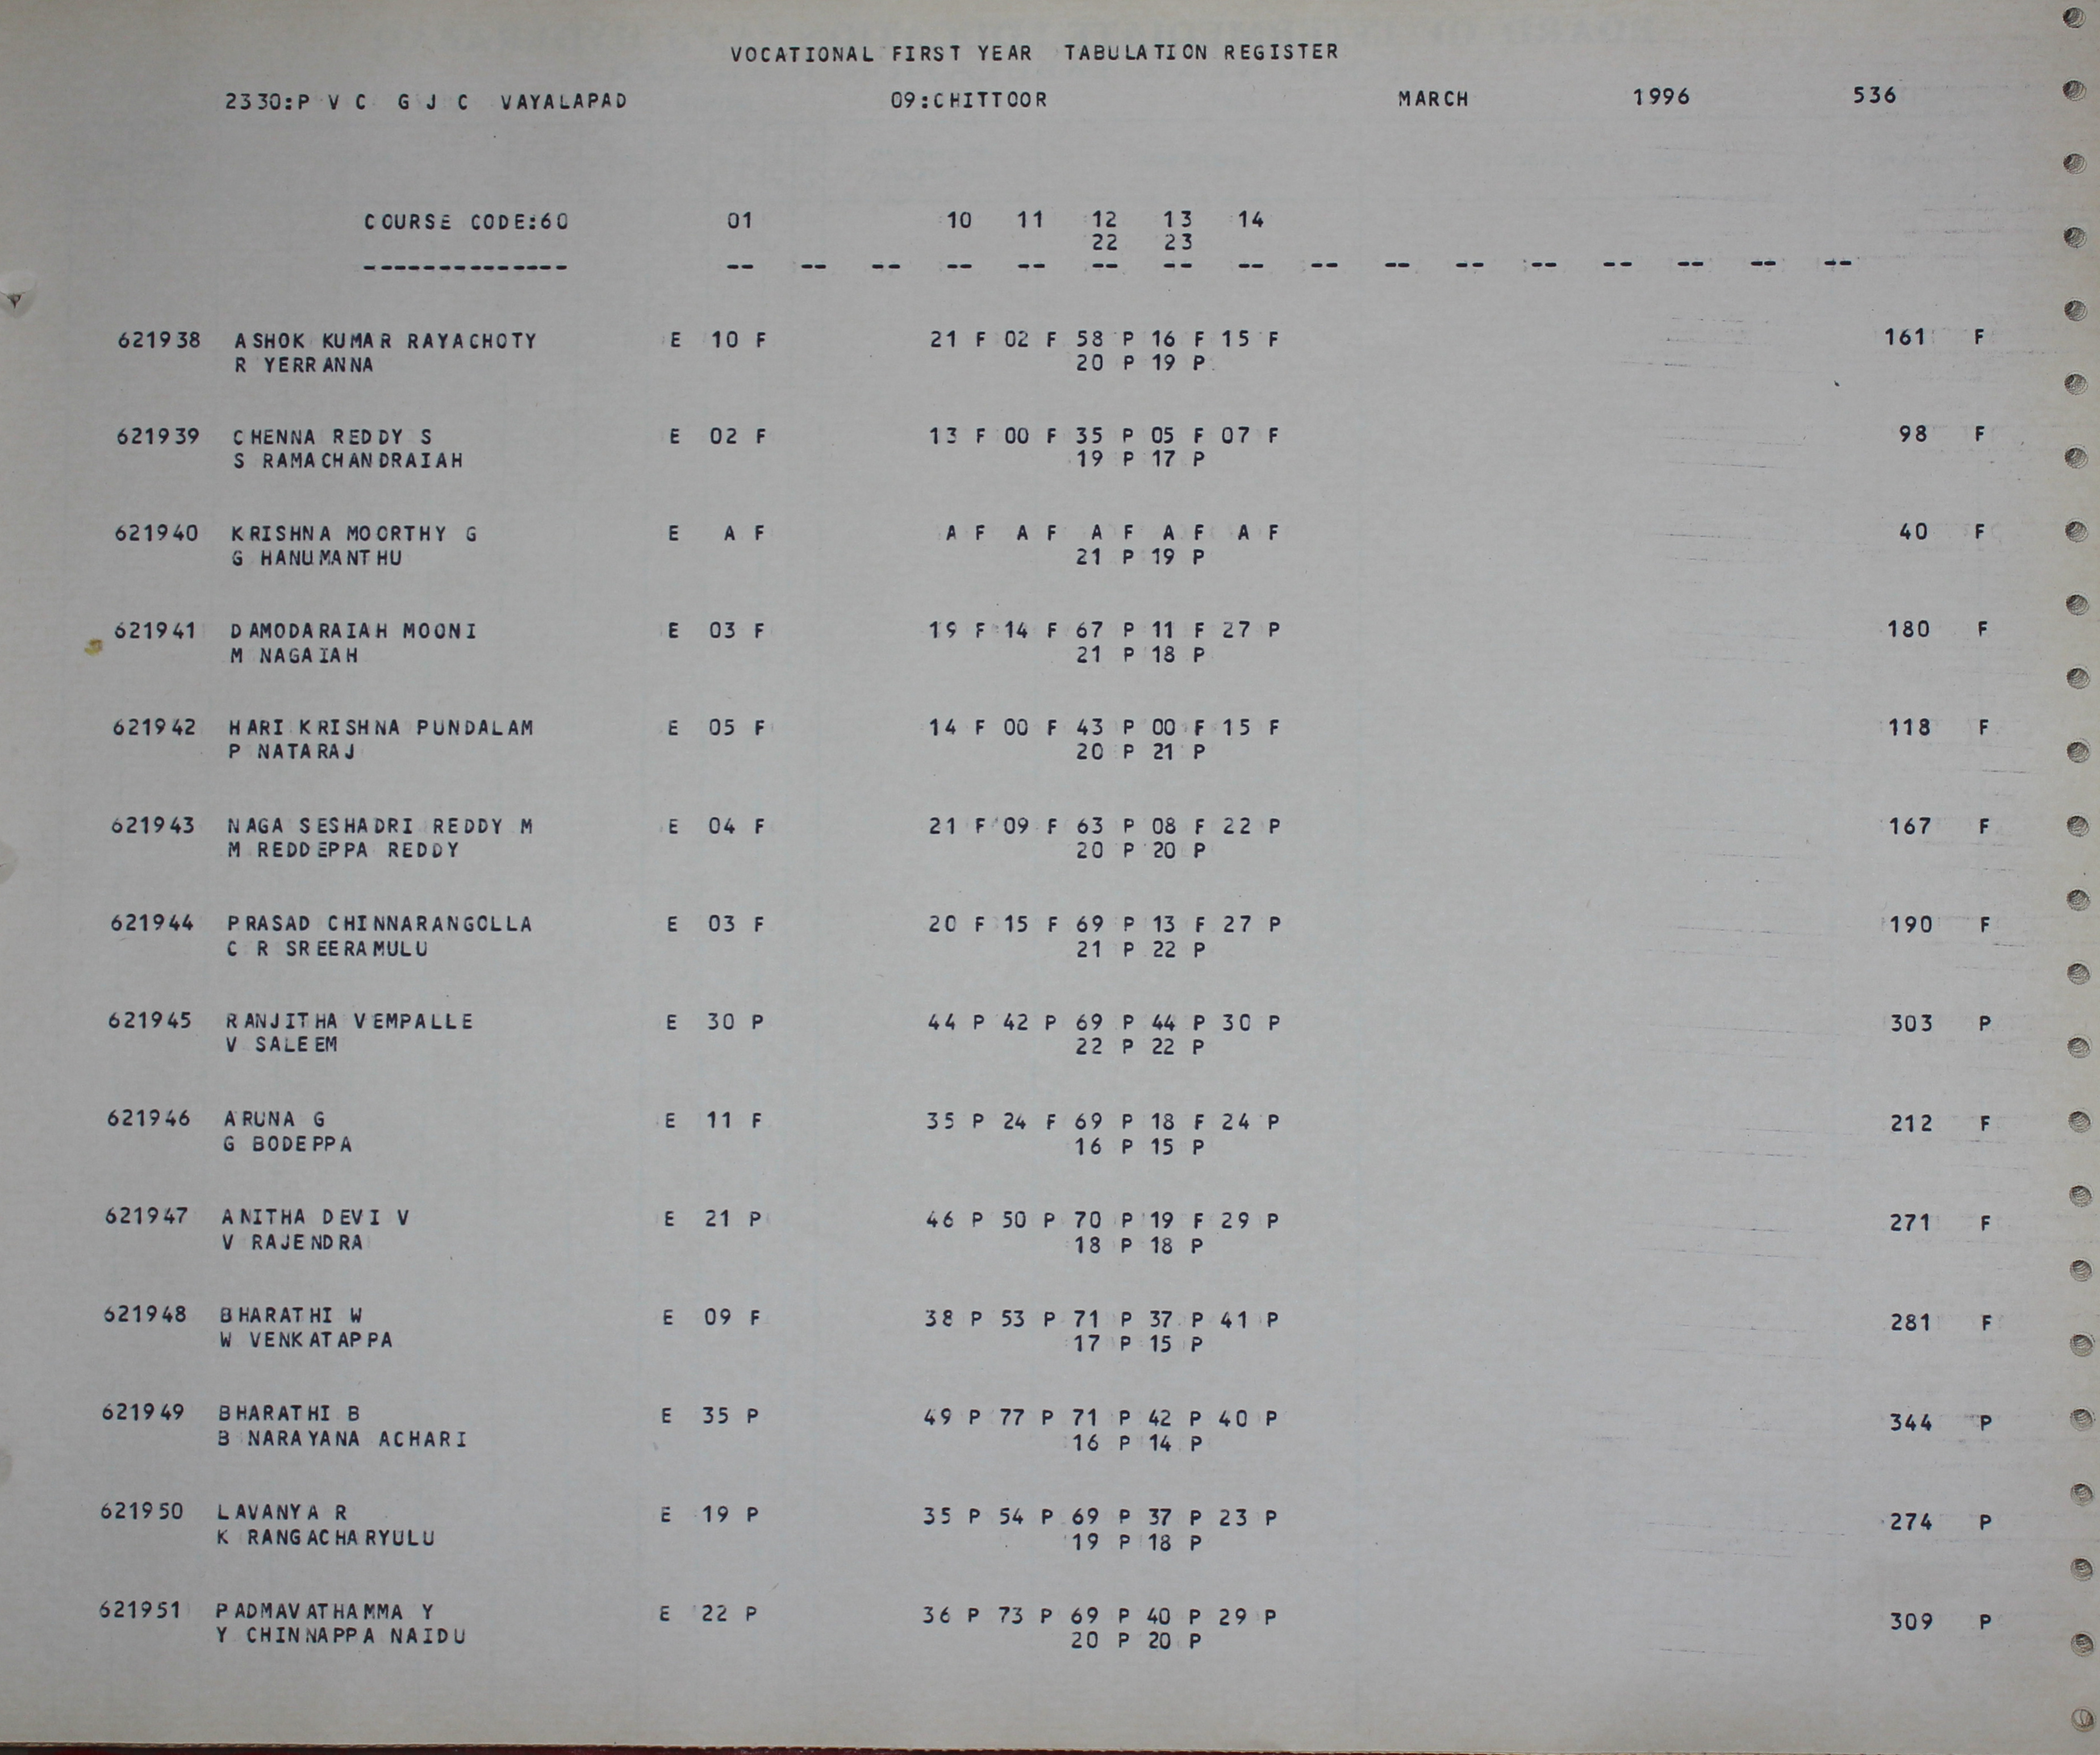 VOCATIONAL FIRST YEAR TABULATION REGISTER
2330:P V C G J C VAYALAPAD 09:CHITTOOR MARCH 1996 536
COURSE CODE:60 01 10 11 12 13 14
22 23
-------------- -- -- -- -- -- -- -- -- -- -- -- -- -- -- -- --
621938 ASHOK KUMAR RAYACHOTY E 10 F 21 F 02 F 58 P 16 F 15 F 161 F
R YERRANNA 20 P 19 P
621939 CHENNA REDDY S E 02 F 13 F 00 F 35 P 05 F 07 F 98 F
S RAMACHANDRAIAH 19 P 17 P
621940 KRISHNA MOORTHY G E A F A F A F A F A F A F 40 F
G HANUMANTHU 21 P 19 P
621941 DAMODARAIAH MOONI E 03 F 19 F 14 F 67 P 11 F 27 P 180 F
M NAGAIAH 21 P 18 P
621942 HARI KRISHNA PUNDALAM E 05 F 14 F 00 F 43 P 00 F 15 F 118 F
P NATARAJ 20 P 21 P
621943 NAGA SESHADRI REDDY M E 04 F 21 F 09 F 63 P 08 F 22 P 167 F
M REDDEPPA REDDY 20 P 20 P
621944 PRASAD CHINNARANGOLLA E 03 F 20 F 15 F 69 P 13 F 27 P 190 F
C R SREERAMULU 21 P 22 P
621945 RANJITHA VEMPALLE E 30 P 44 P 42 P 69 P 44 P 30 P 303 P
V SALEEM 22 P 22 P
621946 ARUNA G E 11 F 35 P 24 F 69 P 18 F 24 P 212 F
G BODEPPA 16 P 15 P
621947 ANITHA DEVI V E 21 P 46 P 50 P 70 P 19 F 29 P 271 F
V RAJENDRA 18 P 18 P
621948 BHARATHI W E 09 F 38 P 53 P 71 P 37 P 41 P 281 F
W VENKATAPPA 17 P 15 P
621949 BHARATHI B E 35 P 49 P 77 P 71 P 42 P 40 P 344 P
B NARAYANA ACHARI 16 P 14 P
621950 LAVANYA R E 19 P 35 P 54 P 69 P 37 P 23 P 274 P
K RANGACHARYULU 19 P 18 P
621951 PADMAVATHAMMA Y E 22 P 36 P 73 P 69 P 40 P 29 P 309 P
Y CHINNAPPA NAIDU 20 P 20 P